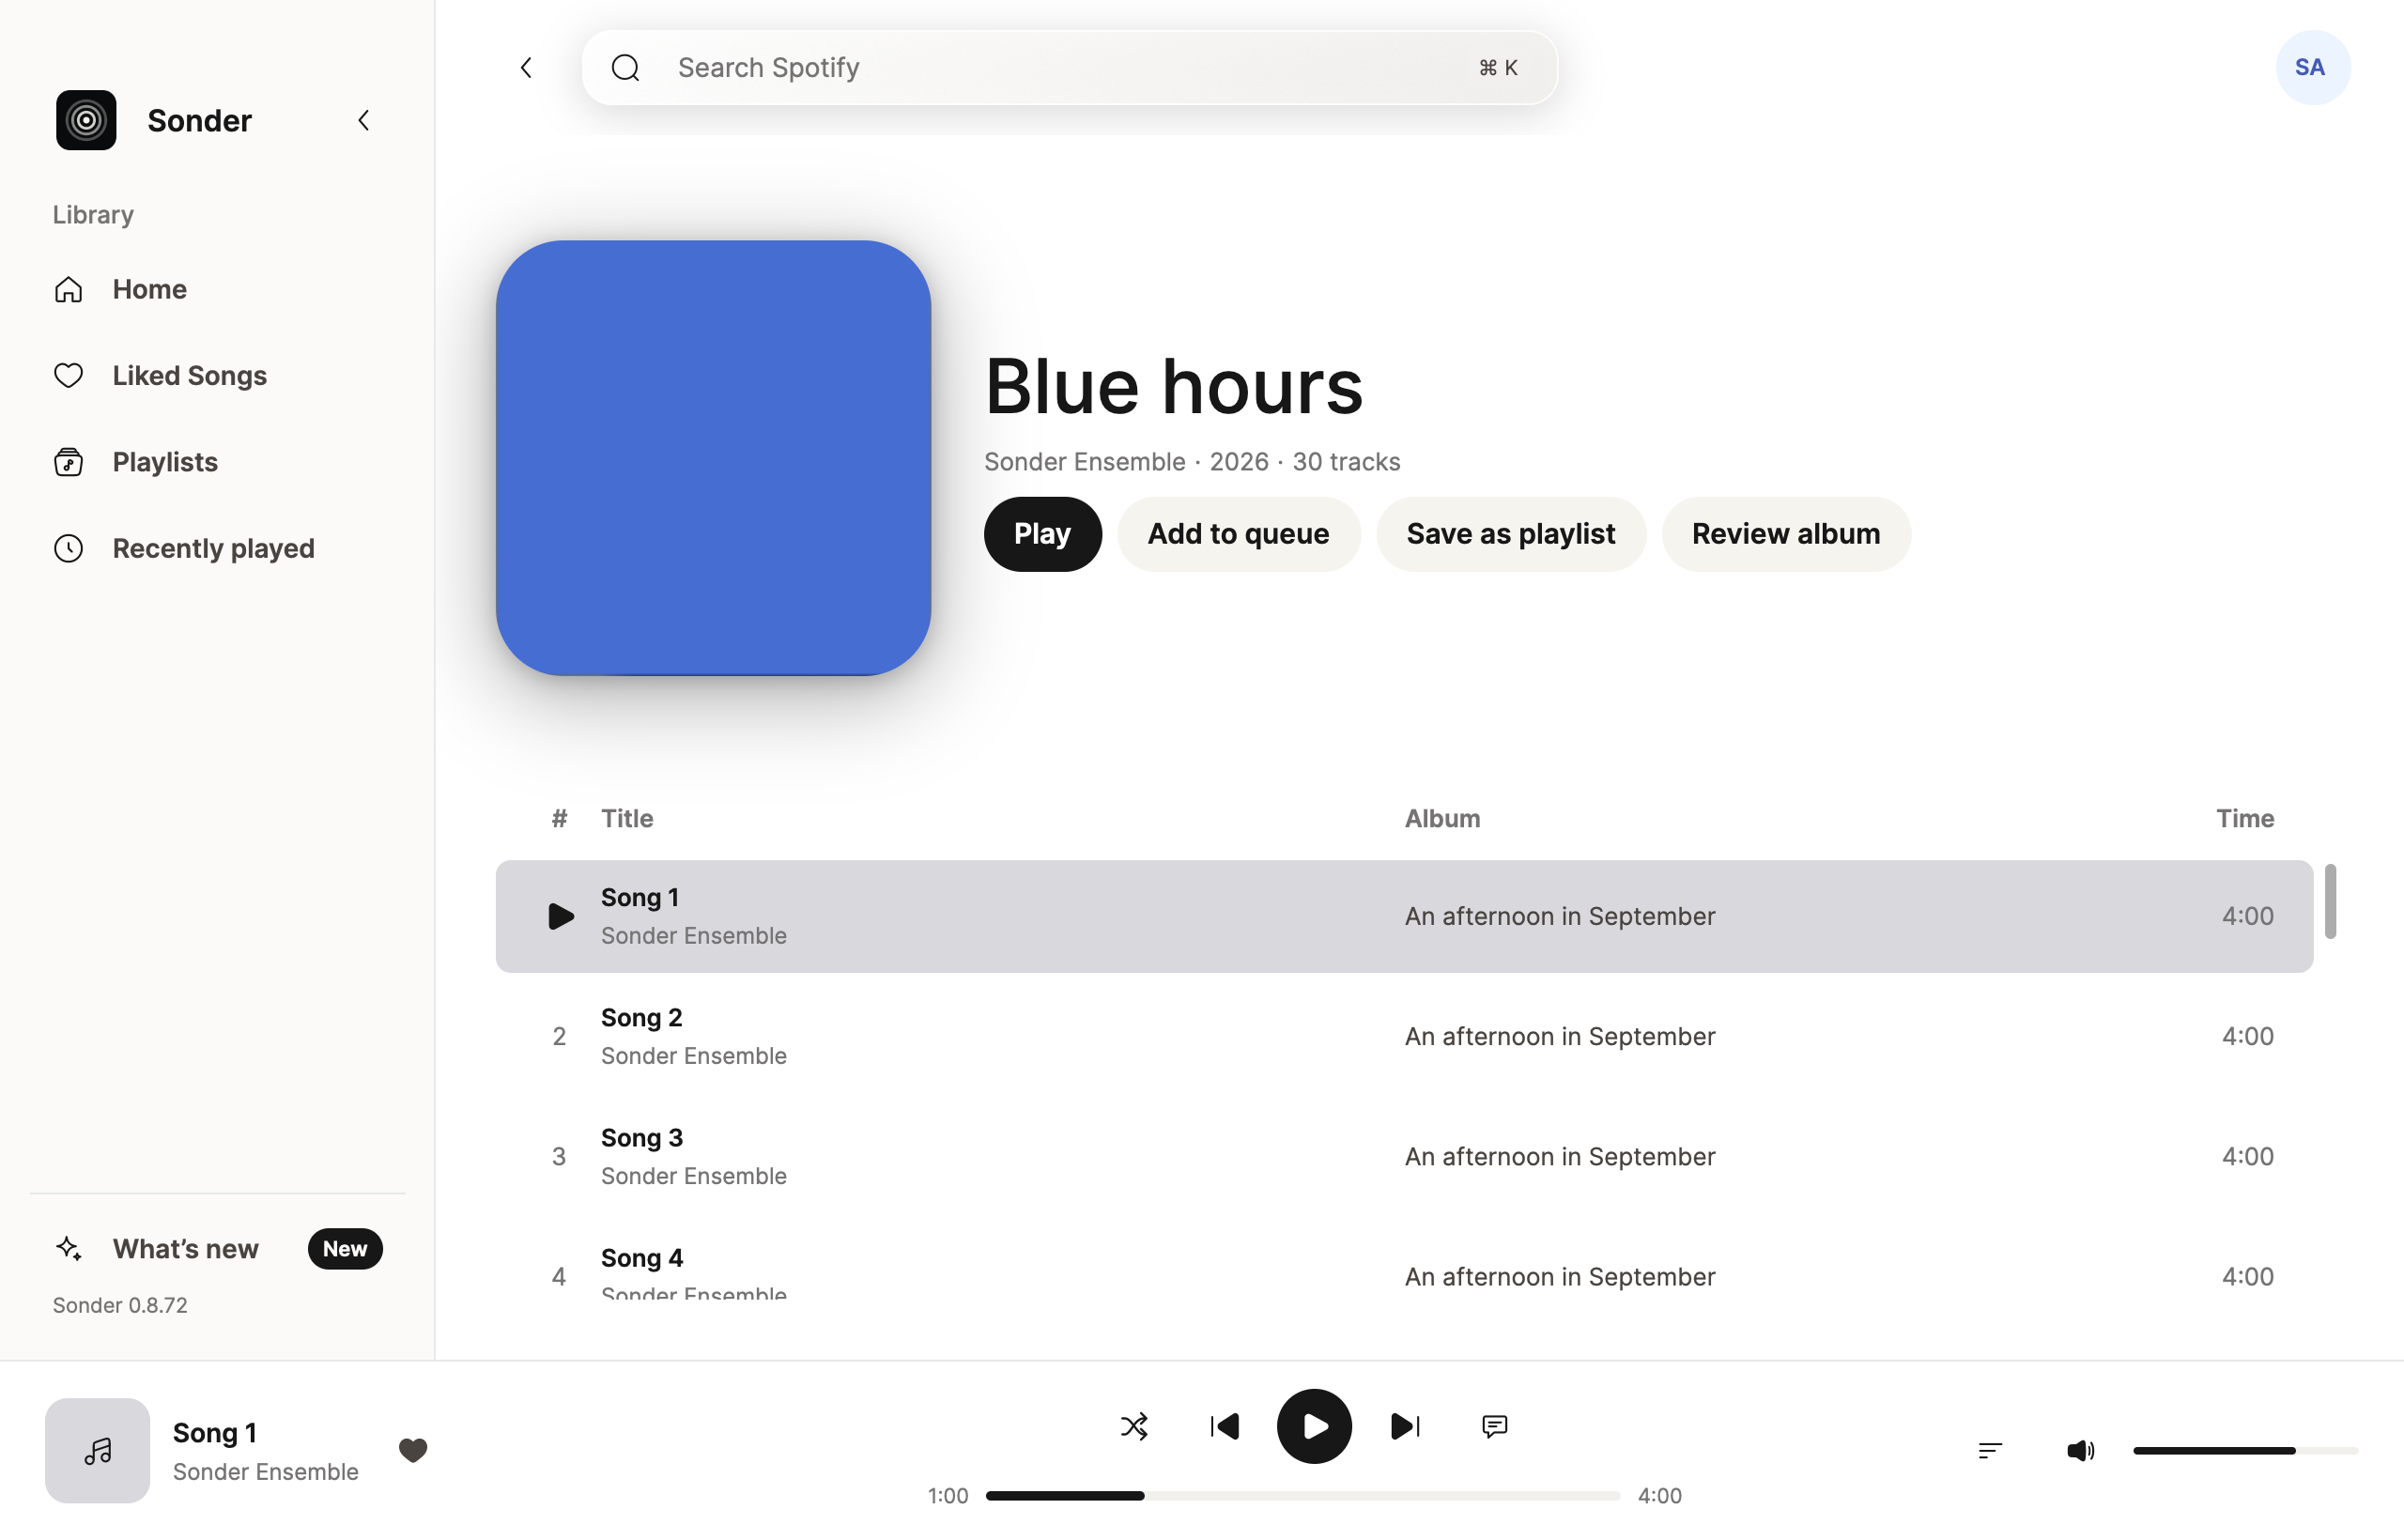 Search Spotify
⌘ K
SA
Sonder
Library
Home
Liked Songs
Playlists
Recently played
Blue hours
Sonder Ensemble · 2026 · 30 tracks
Play
Add to queue
Save as playlist
Review album
# Title Album Time
Song 1
Sonder Ensemble
An afternoon in September
4:00
2
Song 2
Sonder Ensemble
An afternoon in September
4:00
3
Song 3
Sonder Ensemble
An afternoon in September
4:00
4
Song 4
Sonder Ensemble
An afternoon in September
4:00
What’s new
New
Sonder 0.8.72
Song 1
Sonder Ensemble
1:00
4:00